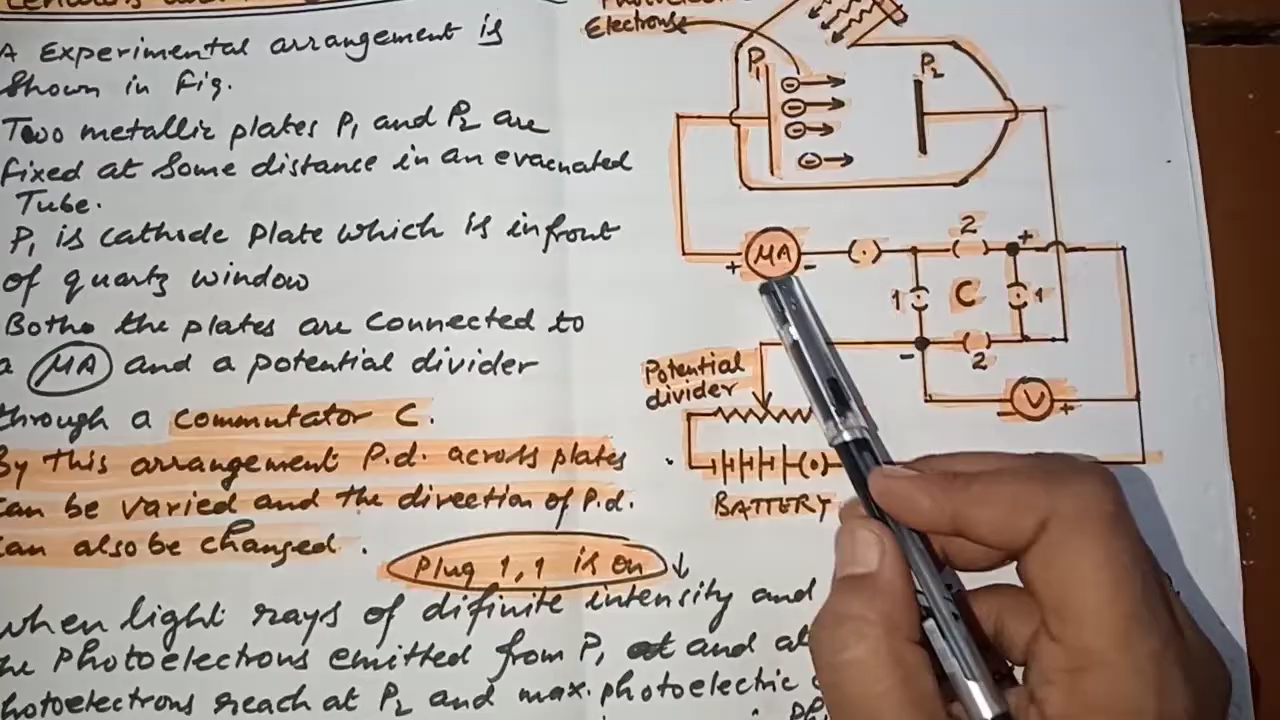 A Experimental arrangement is
Shown in Fig.
Two metallic plates P1 and P2 are
fixed at Some distance in an evacuated
Tube.
P1 is cathode plate which is infront
of quartz window
Botho the plates are Connected to
a MA and a potential divider
through a Commutator C.
By this arrangement P.d. across plates
can be varied and the direction of P.d.
can also be changed.
Plug 1, 1 is on
when light rays of difinite intensity and
Photoelectrons emitted from P1 and
Photoelectrons reach at P2 and max. photoelectric
Electrons
P1
P2
MA
+
-
2
+
1
C
1
-
2
Potential
divider
V
-
+
BATTERY